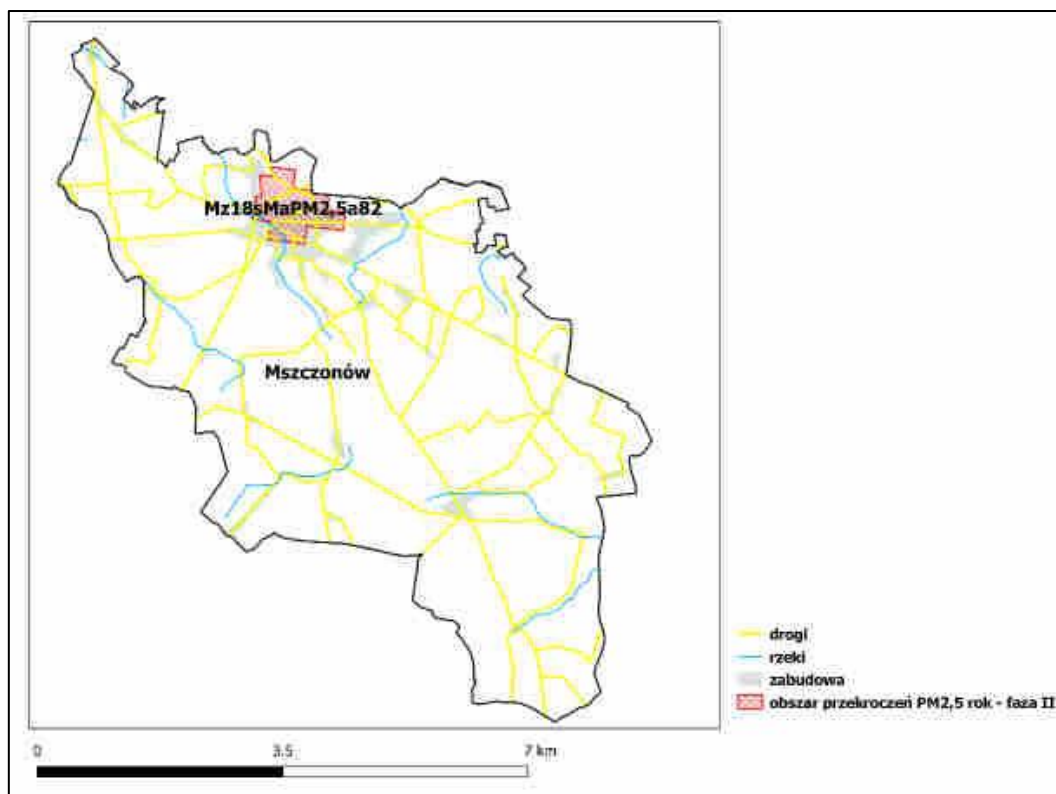 Mz18sMaPM2,5a82
Mszczonów
drogi
rzeki
zabudowa
obszar przekroczeń PM2,5 rok - faza II
0 3.5 7 km